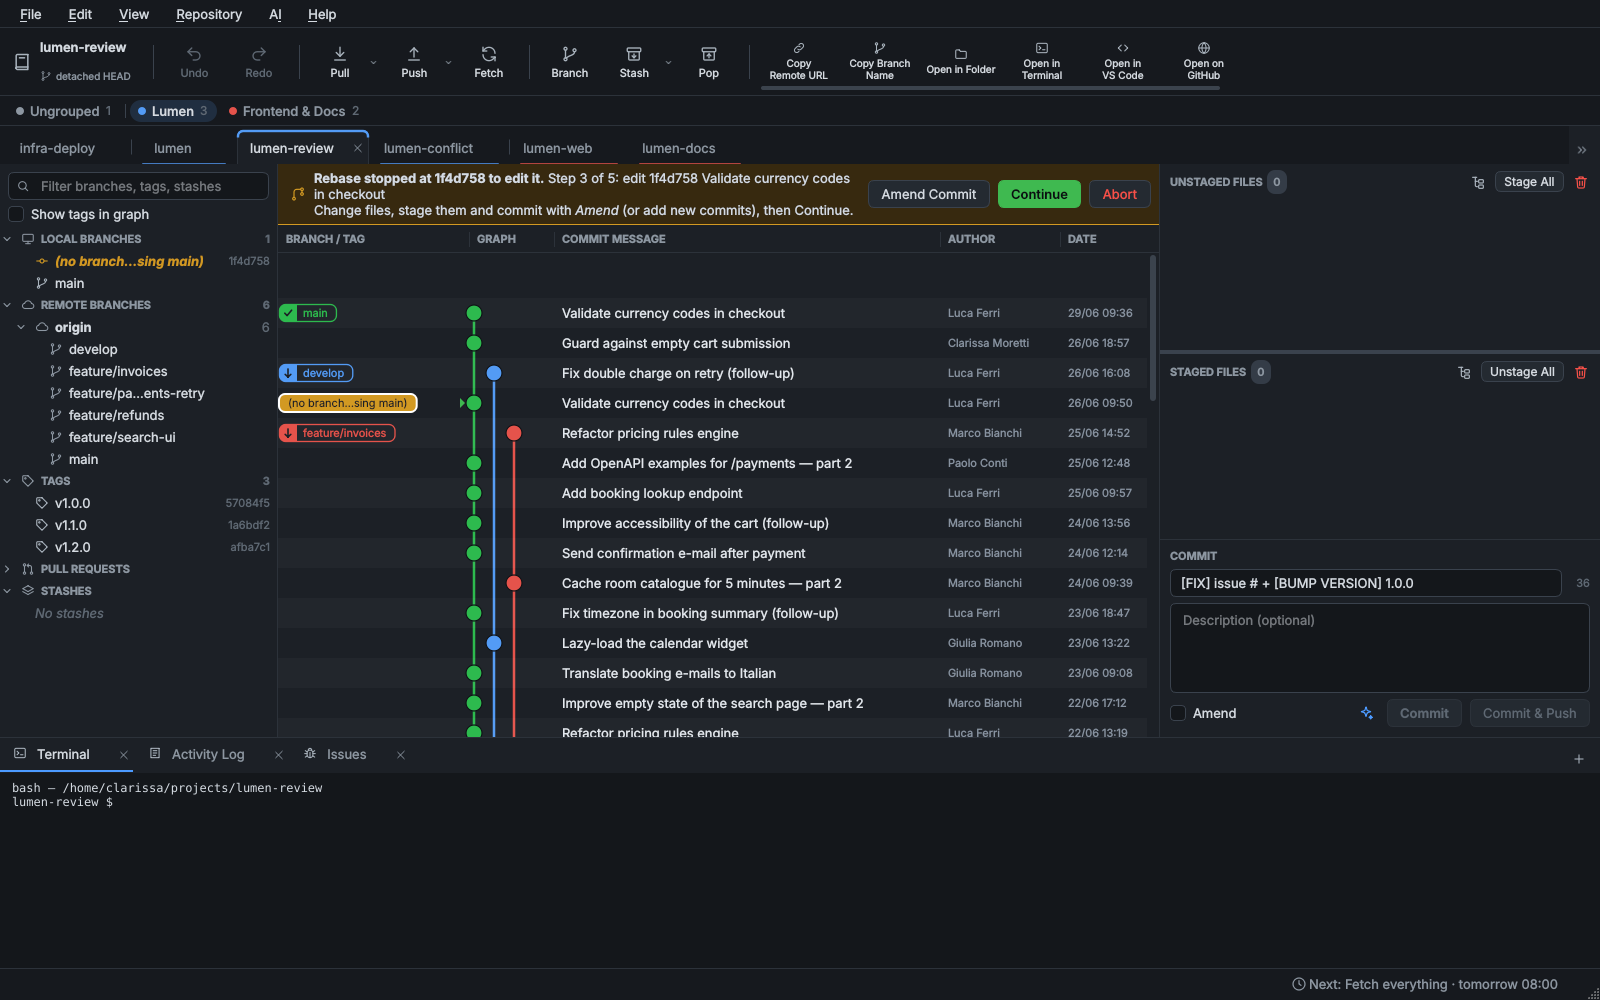 File Edit View Repository AI Help
lumen-review
detached HEAD
Undo Redo Pull Push Fetch Branch Stash Pop
Copy Remote URL
Copy Branch Name
Open in Folder
Open in Terminal
Open in VS Code
Open on GitHub
Ungrouped 1 Lumen 3 Frontend & Docs 2
infra-deploy lumen lumen-review lumen-conflict lumen-web lumen-docs
Filter branches, tags, stashes
Show tags in graph
LOCAL BRANCHES 1
(no branch...sing main) 1f4d758
main
REMOTE BRANCHES 6
origin 6
develop
feature/invoices
feature/pa...ents-retry
feature/refunds
feature/search-ui
main
TAGS 3
v1.0.0 57084f5
v1.1.0 1a6bdf2
v1.2.0 afba7c1
PULL REQUESTS
STASHES
No stashes
Rebase stopped at 1f4d758 to edit it. Step 3 of 5: edit 1f4d758 Validate currency codes
in checkout
Change files, stage them and commit with Amend (or add new commits), then Continue.
Amend Commit Continue Abort
BRANCH / TAG GRAPH COMMIT MESSAGE AUTHOR DATE
main Validate currency codes in checkout Luca Ferri 29/06 09:36
Guard against empty cart submission Clarissa Moretti 26/06 18:57
develop Fix double charge on retry (follow-up) Luca Ferri 26/06 16:08
(no branch...sing main) Validate currency codes in checkout Luca Ferri 26/06 09:50
feature/invoices Refactor pricing rules engine Marco Bianchi 25/06 14:52
Add OpenAPI examples for /payments — part 2 Paolo Conti 25/06 12:48
Add booking lookup endpoint Luca Ferri 25/06 09:57
Improve accessibility of the cart (follow-up) Marco Bianchi 24/06 13:56
Send confirmation e-mail after payment Marco Bianchi 24/06 12:14
Cache room catalogue for 5 minutes — part 2 Marco Bianchi 24/06 09:39
Fix timezone in booking summary (follow-up) Luca Ferri 23/06 18:47
Lazy-load the calendar widget Giulia Romano 23/06 13:22
Translate booking e-mails to Italian Giulia Romano 23/06 09:08
Improve empty state of the search page — part 2 Marco Bianchi 22/06 17:12
Refactor pricing rules engine Luca Ferri 22/06 13:19
UNSTAGED FILES 0 Stage All
STAGED FILES 0 Unstage All
COMMIT
[FIX] issue # + [BUMP VERSION] 1.0.0 36
Description (optional)
Amend Commit Commit & Push
Terminal Activity Log Issues
bash — /home/clarissa/projects/lumen-review
lumen-review $
Next: Fetch everything · tomorrow 08:00